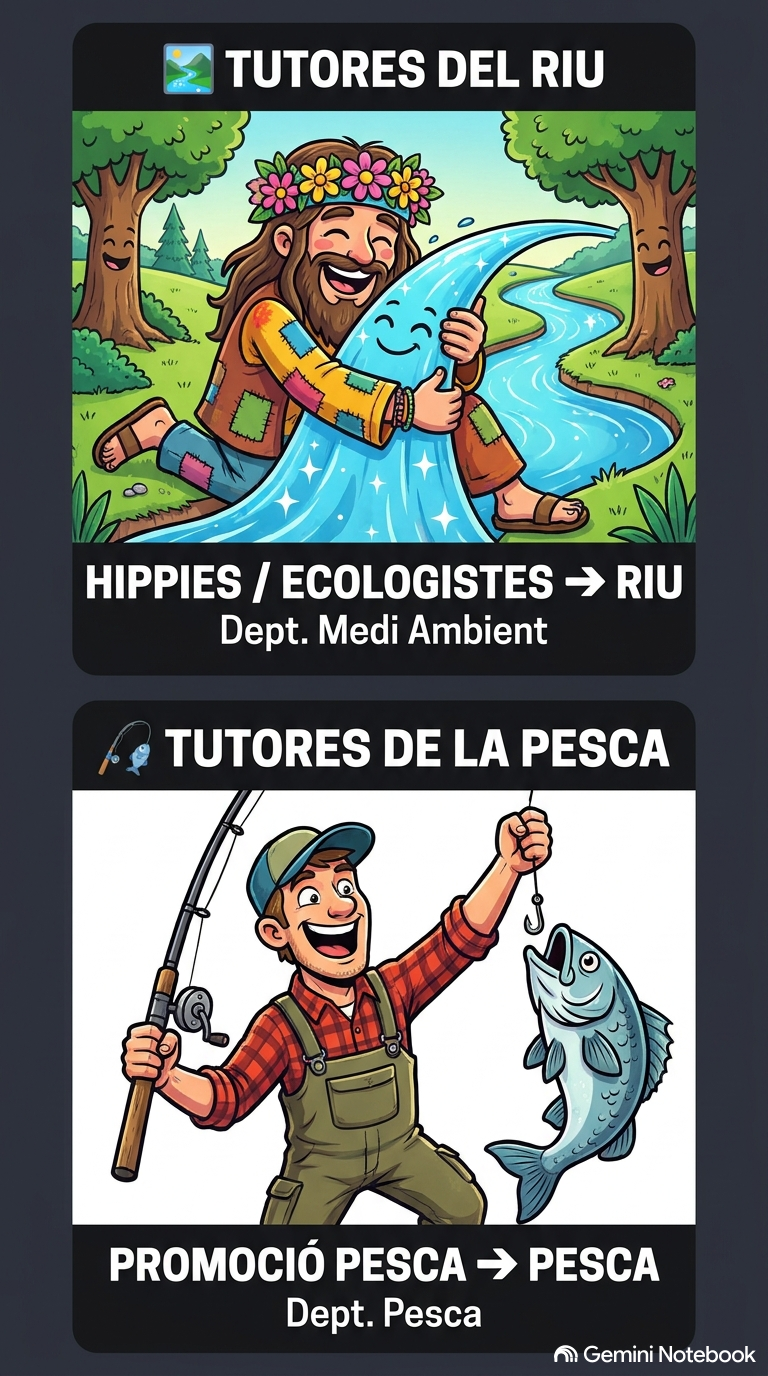 TUTORES DEL RIU
HIPPIES / ECOLOGISTES ➔ RIU
Dept. Medi Ambient
TUTORES DE LA PESCA
PROMOCIÓ PESCA ➔ PESCA
Dept. Pesca
Gemini Notebook